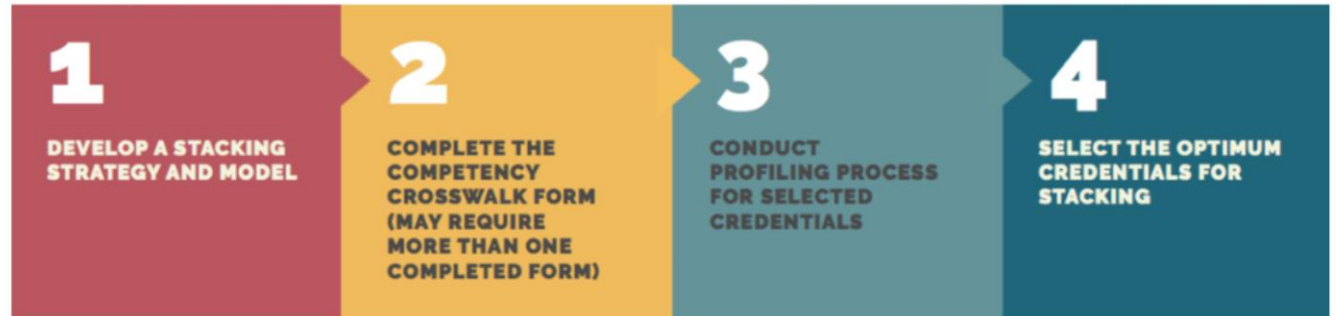 1
DEVELOP A STACKING
STRATEGY AND MODEL
2
COMPLETE THE
COMPETENCY
CROSSWALK FORM
(MAY REQUIRE
MORE THAN ONE
COMPLETED FORM)
3
CONDUCT
PROFILING PROCESS
FOR SELECTED
CREDENTIALS
4
SELECT THE OPTIMUM
CREDENTIALS FOR
STACKING